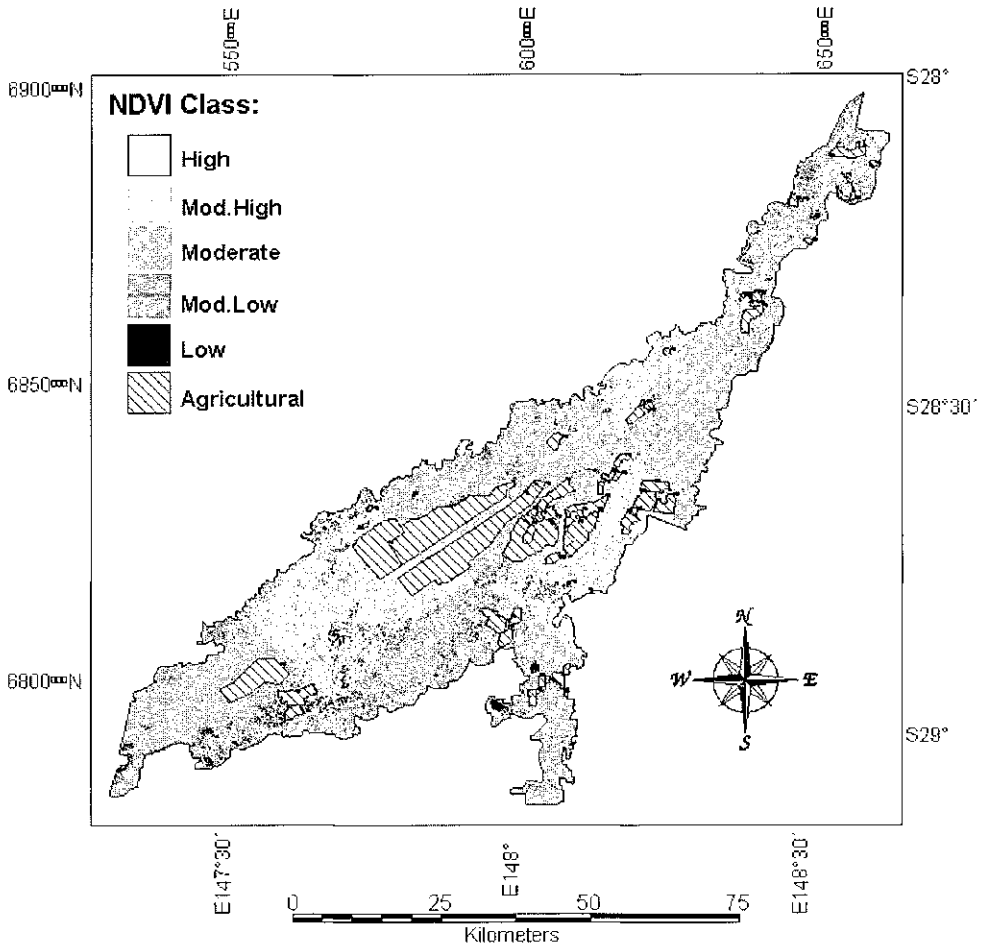 550000E
600000E
650000E
6900000N
S28°
NDVI Class:
High
Mod.High
Moderate
Mod.Low
Low
Agricultural
6850000N
S28°30´
6800000N
N
W
E
S
S29°
E147°30´
E148°
E148°30´
0
25
50
75
Kilometers